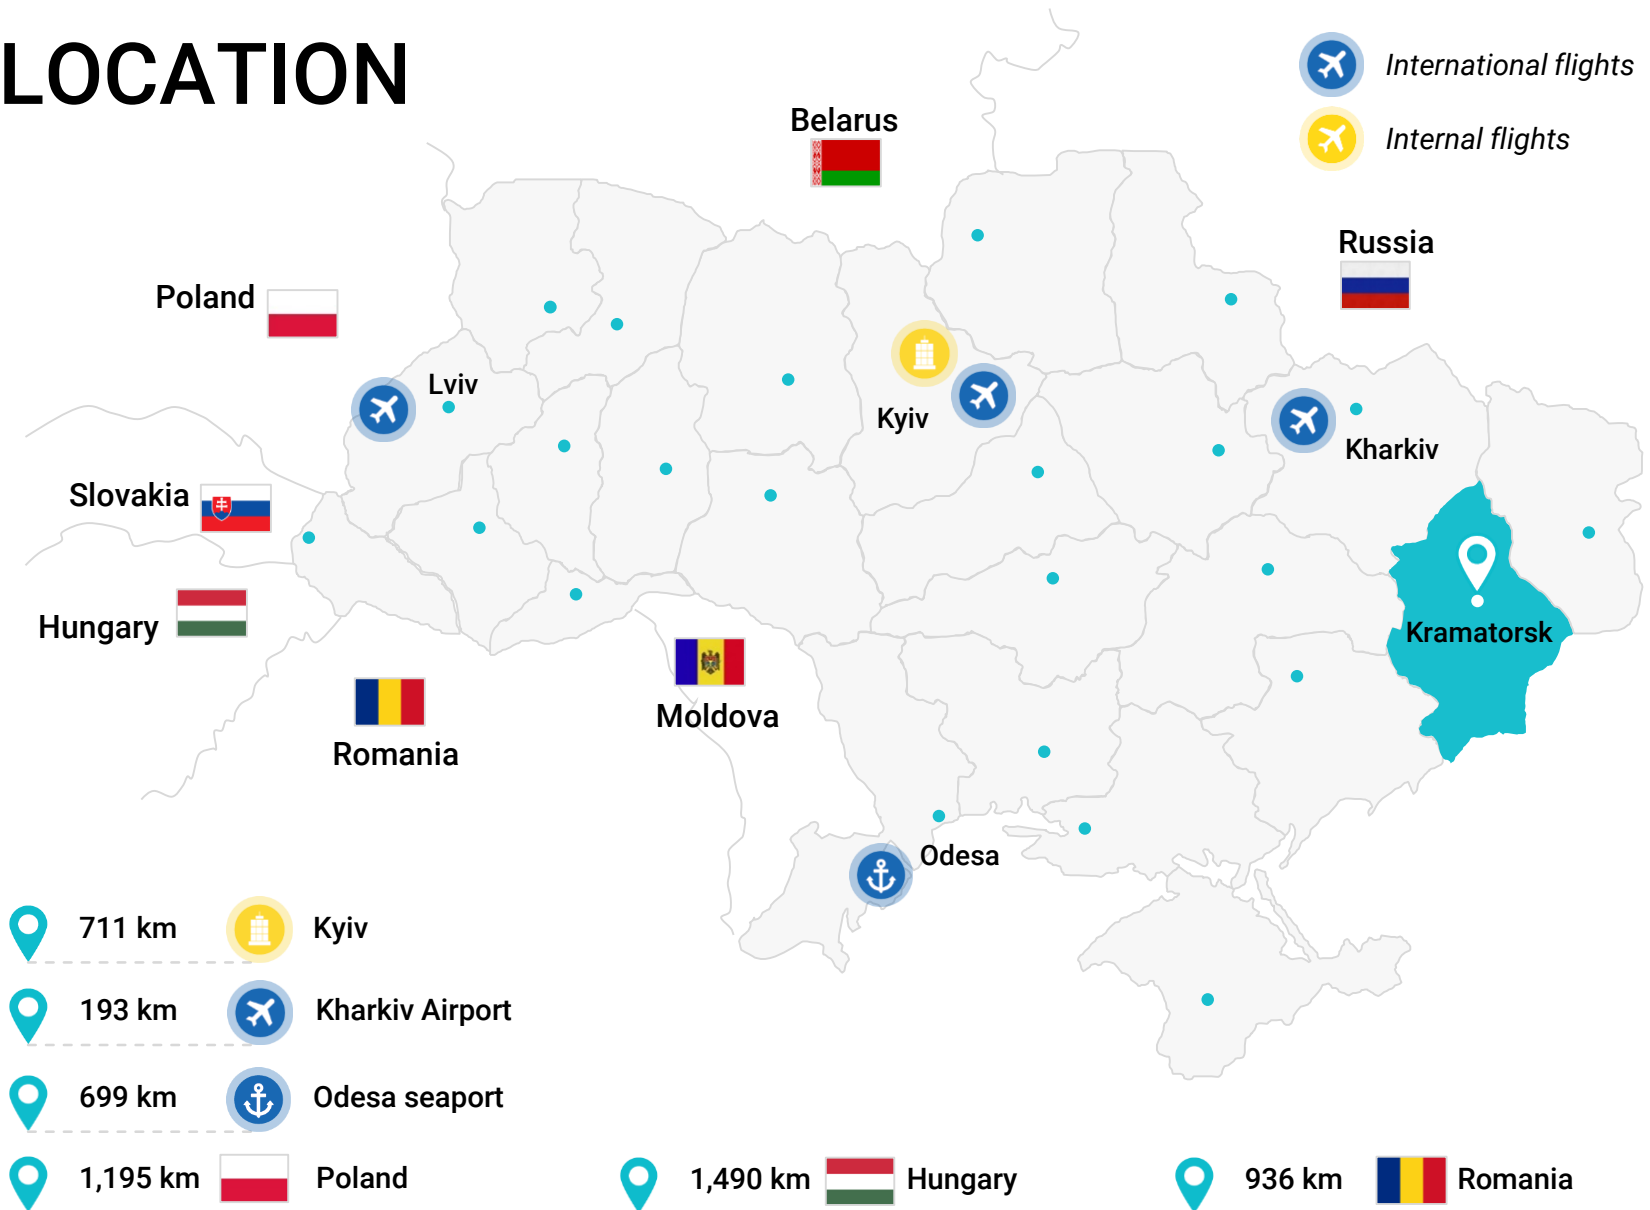 LOCATION
International flights
Internal flights
Belarus
Russia
Poland
Lviv
Kyiv
Kharkiv
Slovakia
Hungary
Kramatorsk
Moldova
Romania
Odesa
711 km Kyiv
193 km Kharkiv Airport
699 km Odesa seaport
1,195 km Poland
1,490 km Hungary
936 km Romania